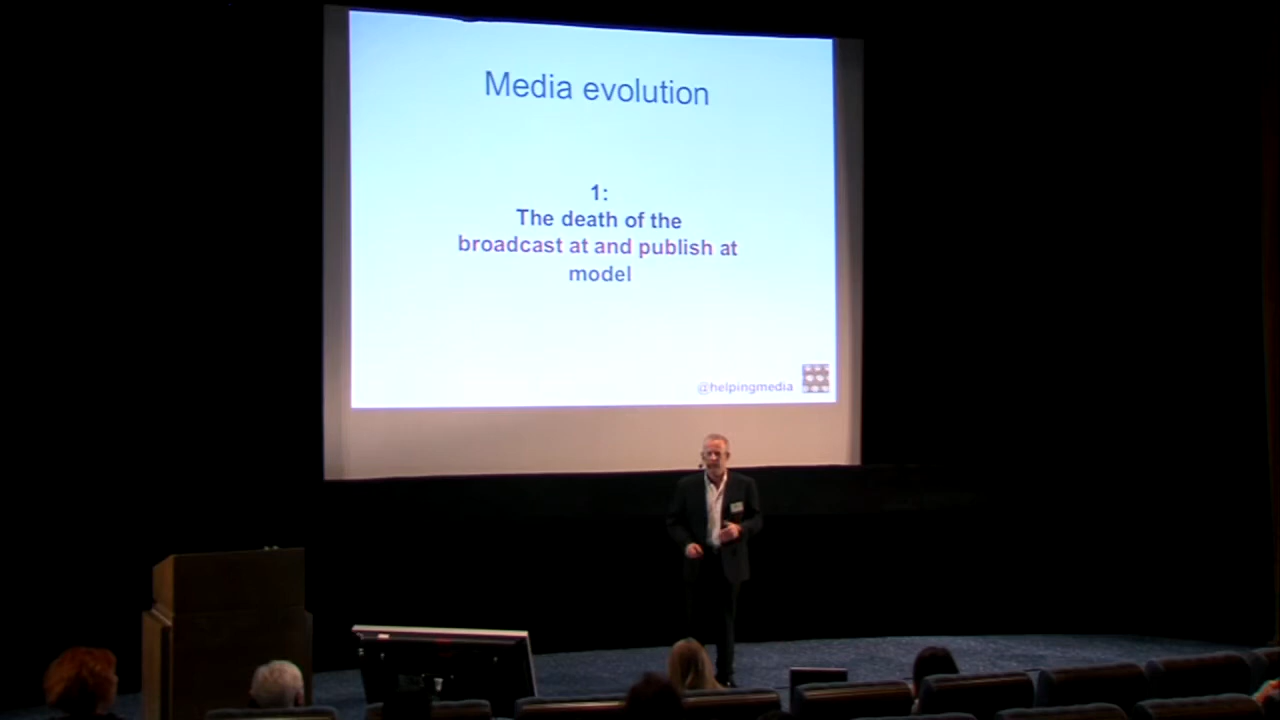 Media evolution
1:
The death of the
broadcast at and publish at
model
@helpingmedia